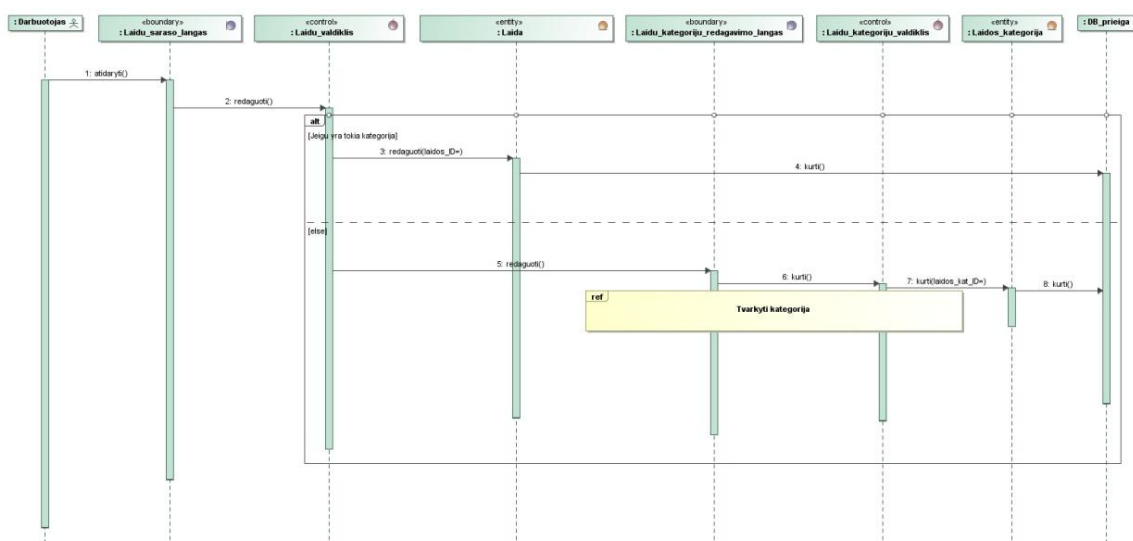 : Darbuotojas
«boundary»
: Laidu_saraso_langas
«control»
: Laidu_valdiklis
«entity»
: Laida
«boundary»
: Laidu_kategoriju_redagavimo_langas
«control»
: Laidu_kategoriju_valdiklis
«entity»
: Laidos_kategorija
: DB_prieiga
1: atidaryti()
2: redaguoti()
alt
[Jeigu yra tokia kategorija]
3: redaguoti(laidos_ID=)
4: kurti()
[else]
5: redaguoti()
6: kurti()
7: kurti(laidos_kat_ID=)
8: kurti()
ref
Tvarkyti kategorija